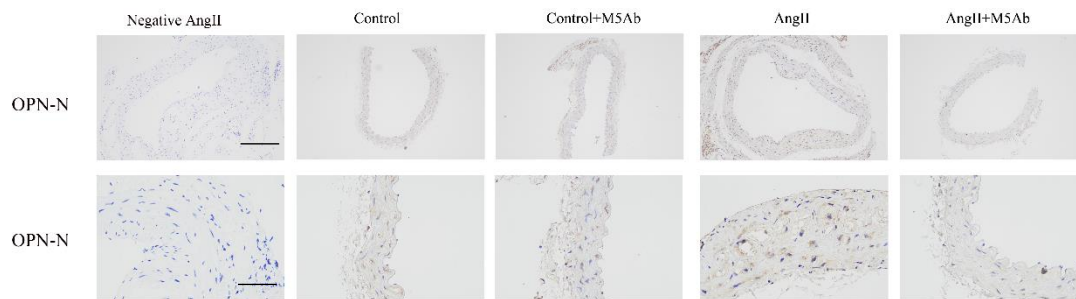 Negative AngII Control Control+M5Ab AngII AngII+M5Ab
OPN-N
OPN-N